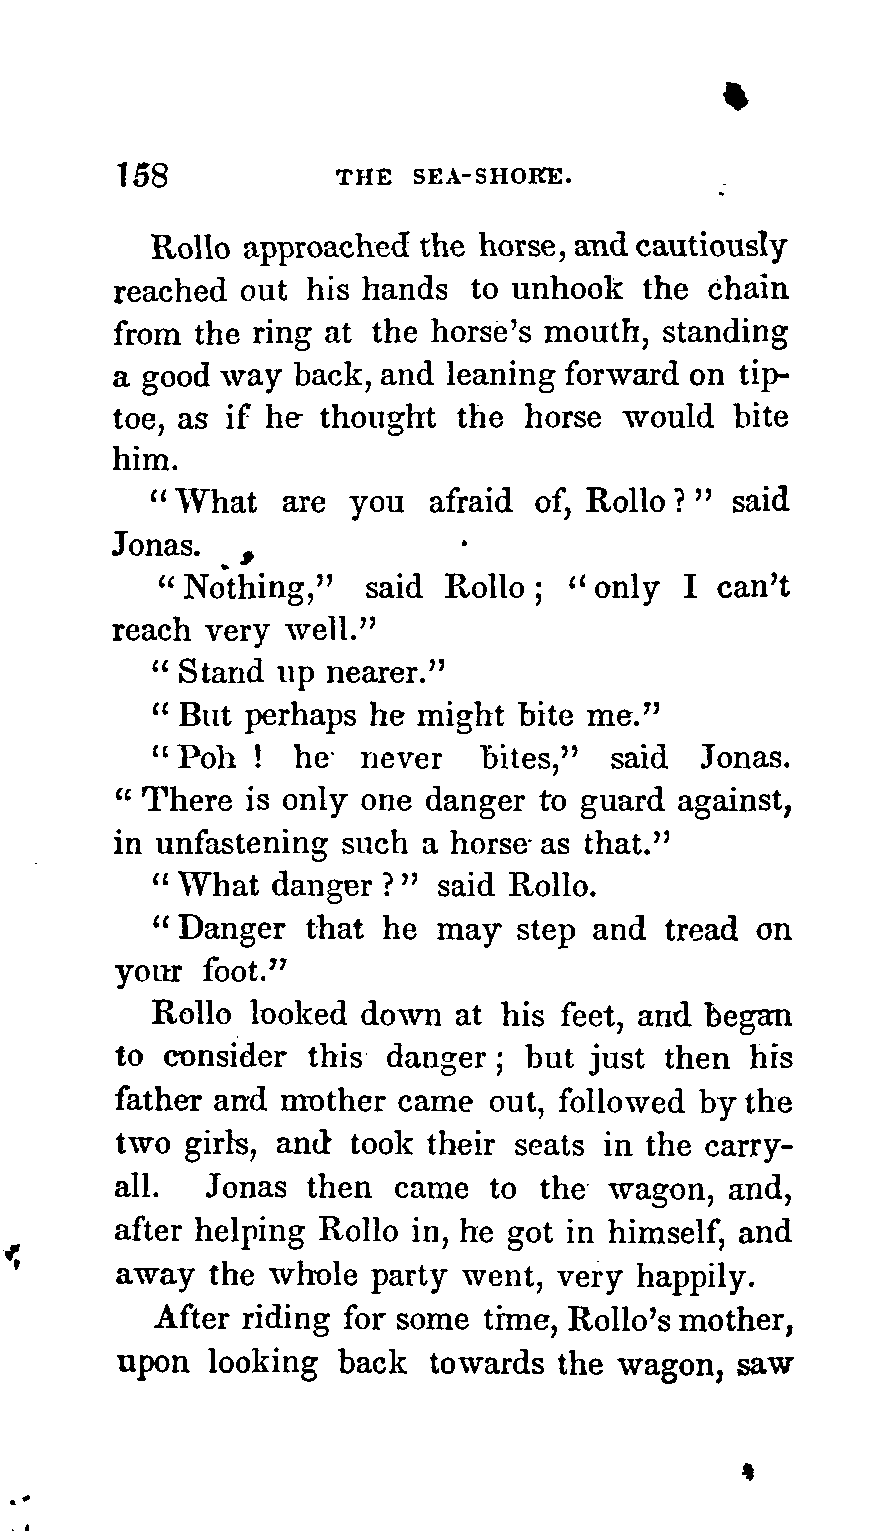 158 THE SEA-SHORE.
Rollo approached the horse, and cautiously
reached out his hands to unhook the chain
from the ring at the horse's mouth, standing
a good way back, and leaning forward on tip-
toe, as if he thought the horse would bite
him.
"What are you afraid of, Rollo?" said
Jonas.
"Nothing," said Rollo; "only I can't
reach very well."
"Stand up nearer."
"But perhaps he might bite me."
"Poh! he never bites," said Jonas.
"There is only one danger to guard against,
in unfastening such a horse as that."
"What danger?" said Rollo.
"Danger that he may step and tread on
your foot."
Rollo looked down at his feet, and began
to consider this danger; but just then his
father and mother came out, followed by the
two girls, and took their seats in the carry-
all. Jonas then came to the wagon, and,
after helping Rollo in, he got in himself, and
away the whole party went, very happily.
After riding for some time, Rollo's mother,
upon looking back towards the wagon, saw